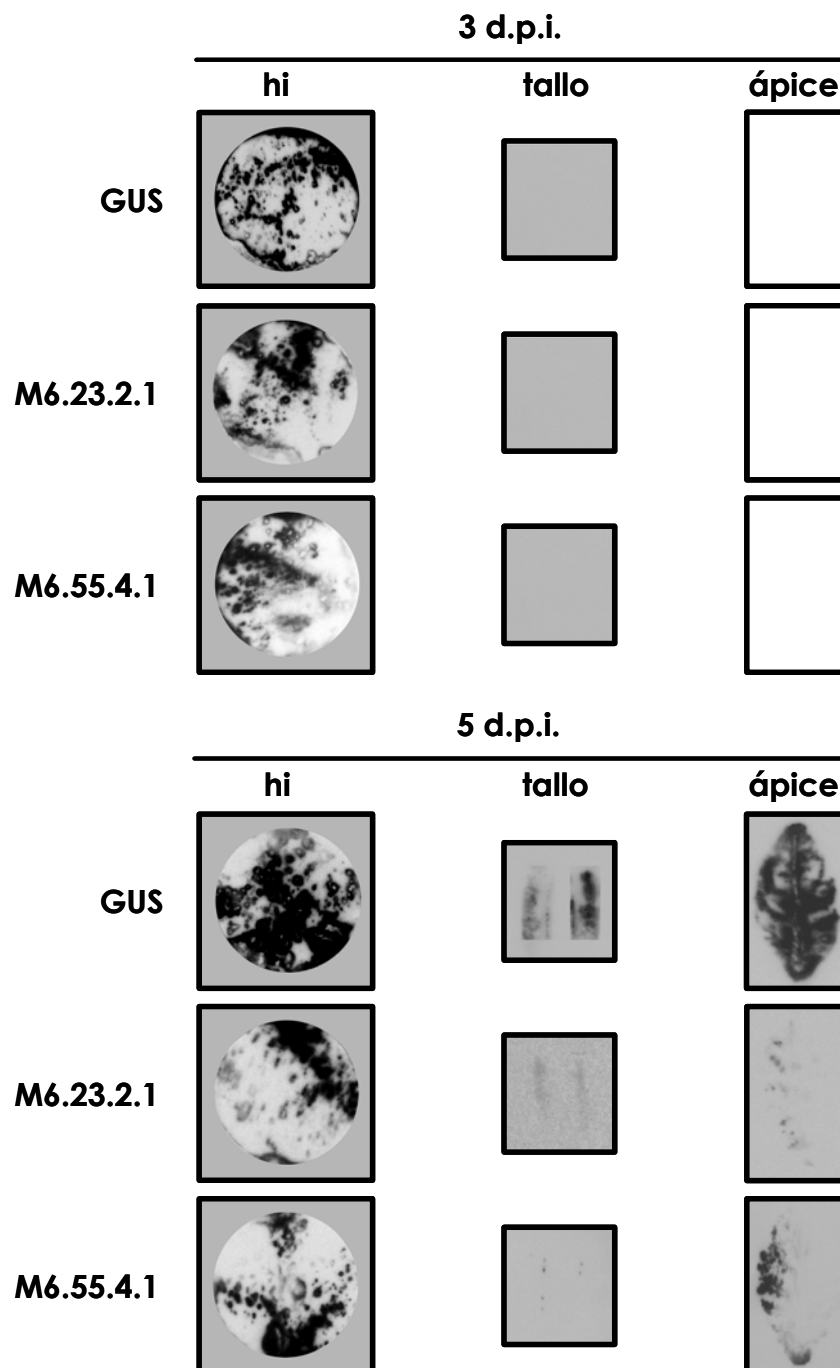 3 d.p.i.
hi tallo ápice
GUS
M6.23.2.1
M6.55.4.1
5 d.p.i.
hi tallo ápice
GUS
M6.23.2.1
M6.55.4.1